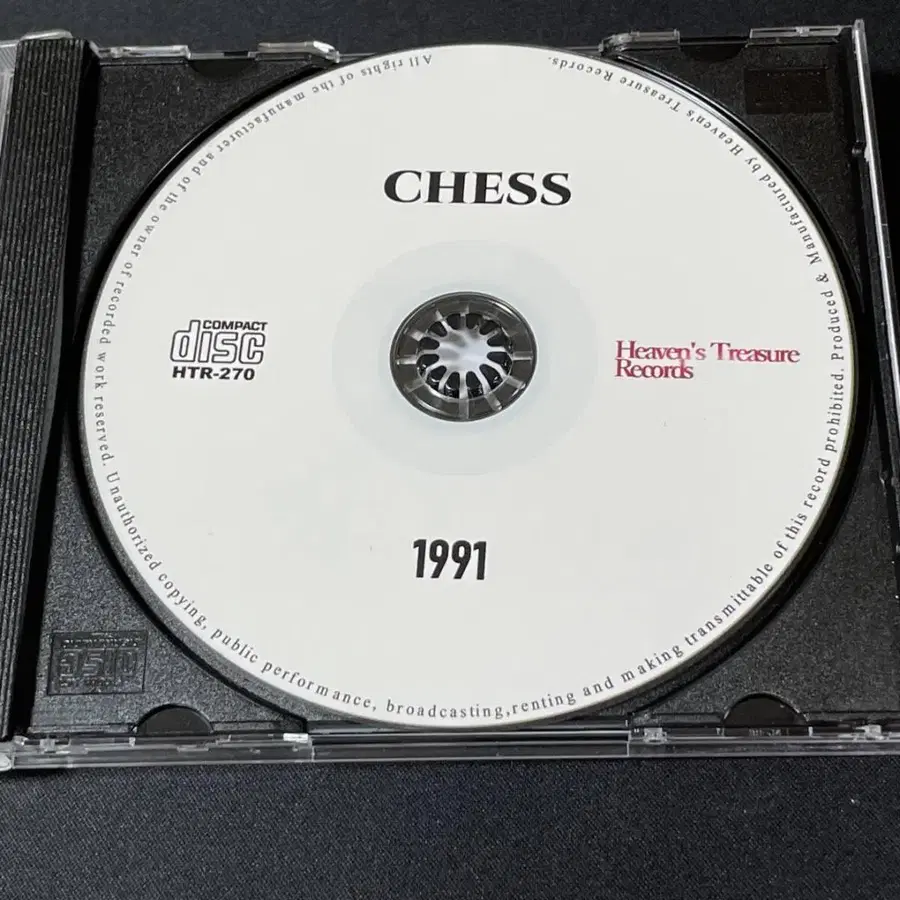 CHESS
COMPACT
disc
HTR-270
Heaven's Treasure
Records
1991
All rights of the manufacturer and of the owner of recorded work reserved. Unauthorized copying, public performance, broadcasting,renting and making transmittable of this record prohibited. Produced & Manufactured by Heaven's Treasure Records.